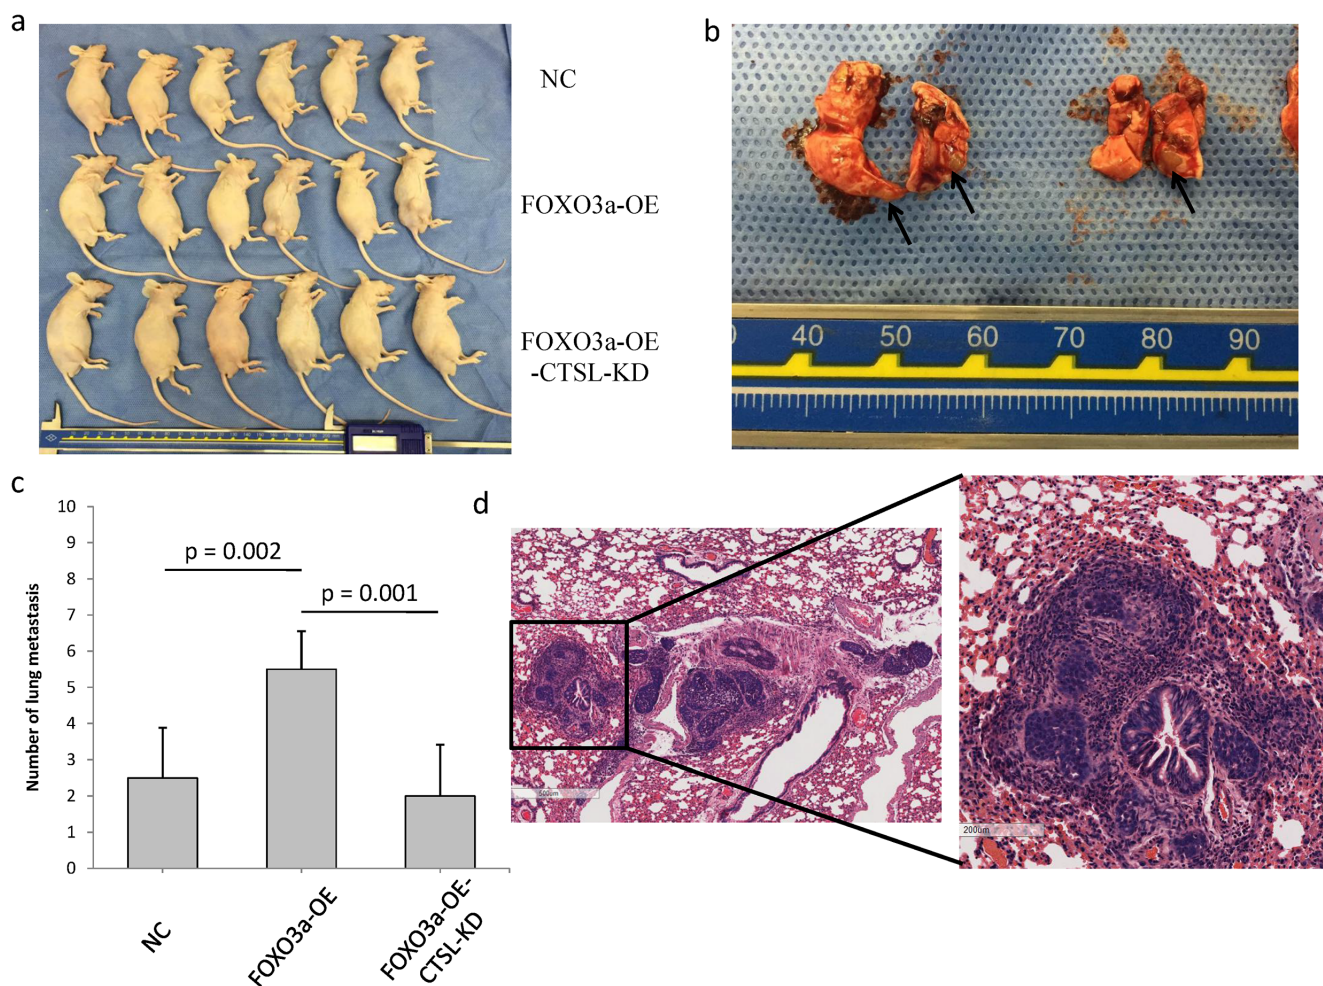 a
NC
FOXO3a-OE
FOXO3a-OE
-CTSL-KD
b
40 50 60 70 80 90
c
Number of lung metastasis
10
9
8
7
6
5
4
3
2
1
0
p = 0.002
p = 0.001
NC
FOXO3a-OE
FOXO3a-OE-
CTSL-KD
d
500um
200um